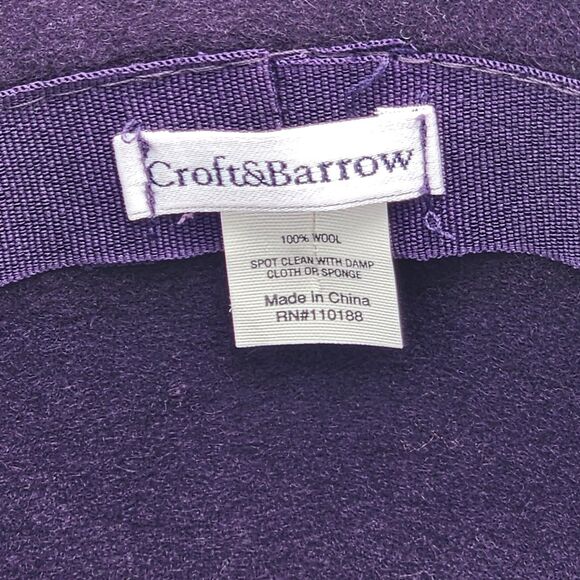 Croft&Barrow
100% WOOL
SPOT CLEAN WITH DAMP
CLOTH OR SPONGE
Made In China
RN#110188